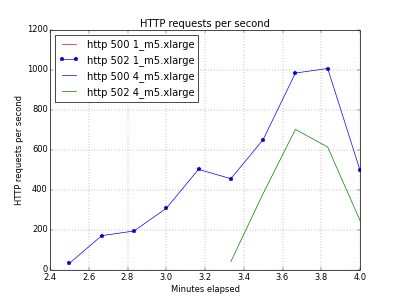 HTTP requests per second
http 500 1_m5.xlarge
http 502 1_m5.xlarge
http 500 4_m5.xlarge
http 502 4_m5.xlarge
HTTP requests per second
1200
1000
800
600
400
200
0
2.4 2.6 2.8 3.0 3.2 3.4 3.6 3.8 4.0
Minutes elapsed